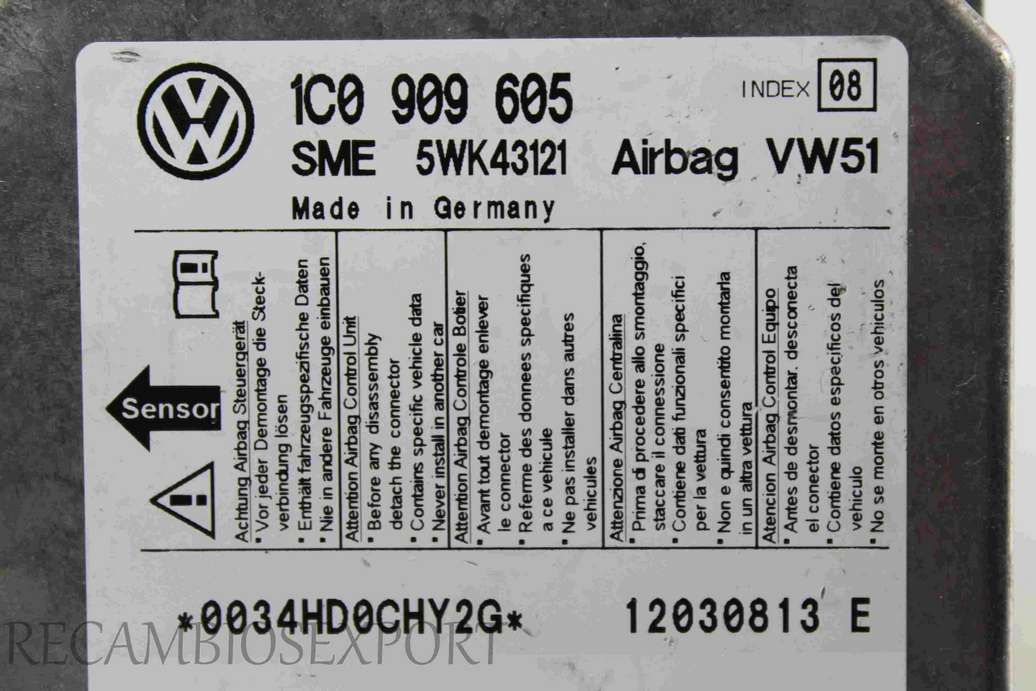 1C0 909 605
INDEX 08
SME 5WK43121 Airbag VW51
Made in Germany
Sensor
Achtung Airbag Steuergerät
* Vor jeder Demontage die Steck-
verbindung lösen
* Enthält fahrzeugspezifische Daten
* Nie in andere Fahrzeuge einbauen
Attention Airbag Control Unit
* Before any disassembly
detach the connector
* Contains specific vehicle data
* Never install in another car
Attention Airbag Controle Botier
* Avant tout demontage enlever
le connector
* Referme des donnees specifiques
a ce vehicule
* Ne pas installer dans autres
vehicules
Attenzione Airbag Centralina
* Prima di procedere allo smontaggio,
staccare il connessione
* Contiene dati funzionali specifici
per la vettura
* Non e quindi consentito montarla
in un altra vettura
Atencion Airbag Control Equipo
* Antes de desmontar, desconecta
el connector
* Contiene datos especificos del
vehiculo
* No se monte en otros vehiculos
*0034HD0CHY2G* 12030813 E
RECAMBIOSEXPORT